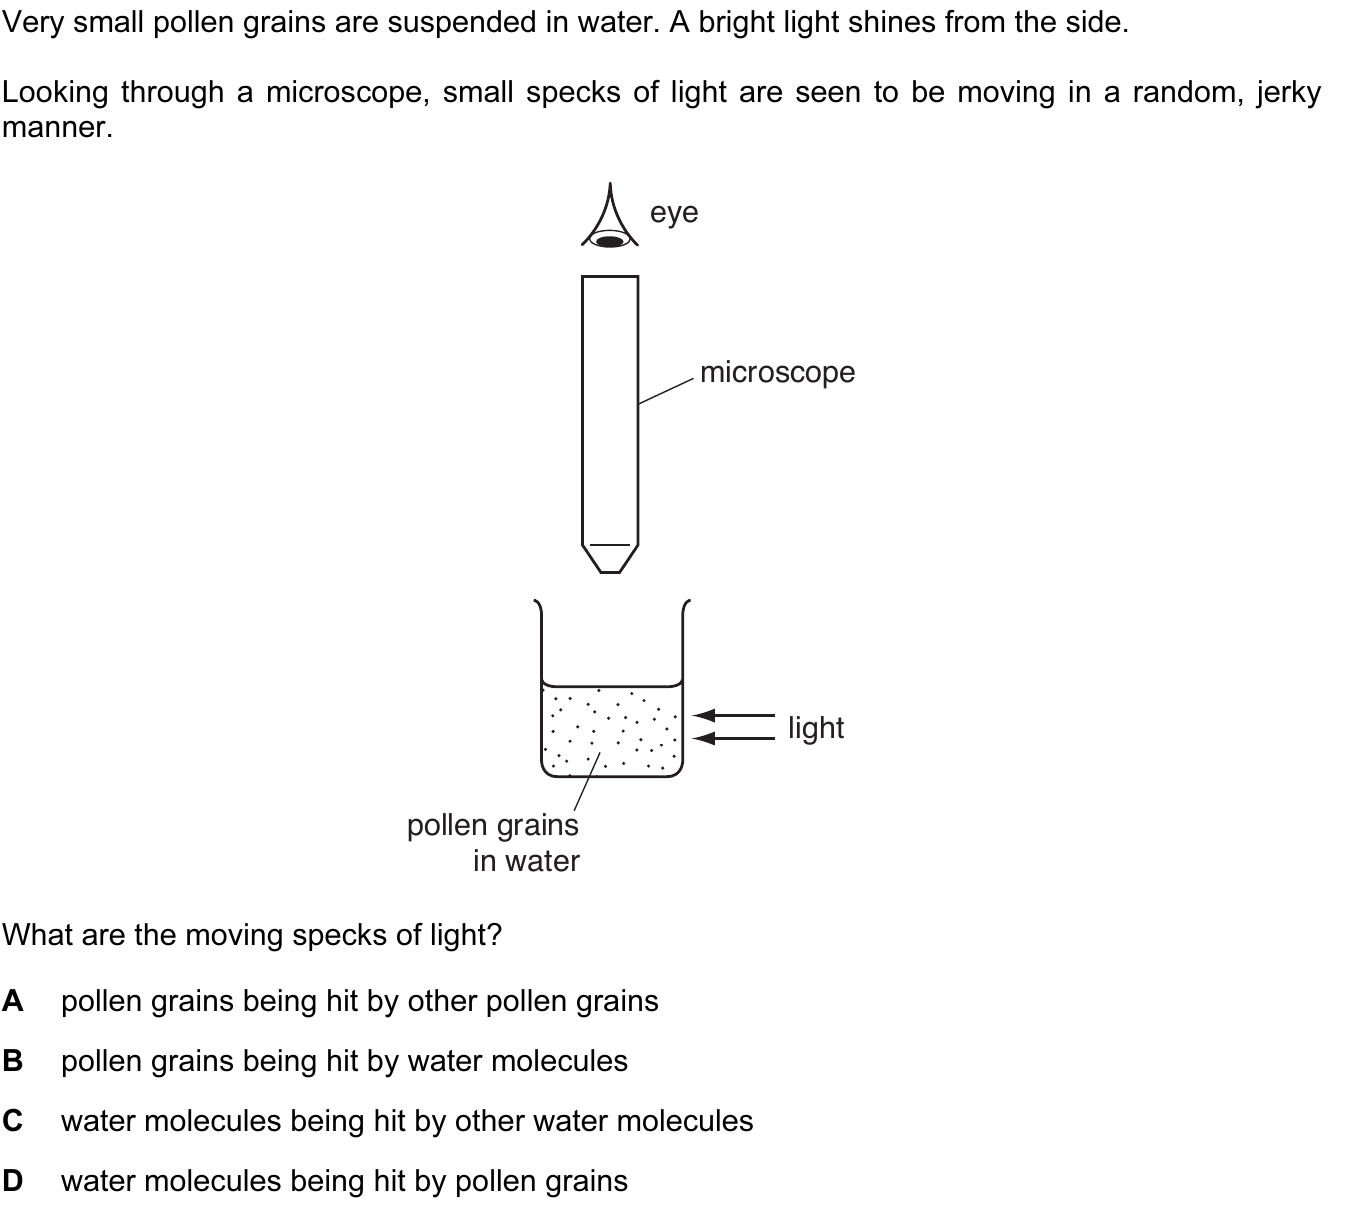 Very small pollen grains are suspended in water. A bright light shines from the side.
Looking through a microscope, small specks of light are seen to be moving in a random, jerky
manner.
eye
microscope
light
pollen grains
in water
What are the moving specks of light?
A pollen grains being hit by other pollen grains
B pollen grains being hit by water molecules
C water molecules being hit by other water molecules
D water molecules being hit by pollen grains